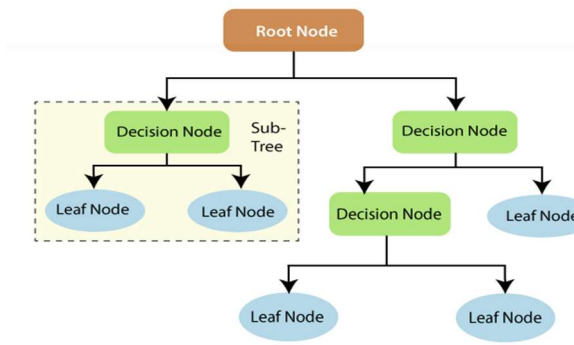 Root Node
Decision Node
Sub-
Tree
Decision Node
Leaf Node
Leaf Node
Decision Node
Leaf Node
Leaf Node
Leaf Node